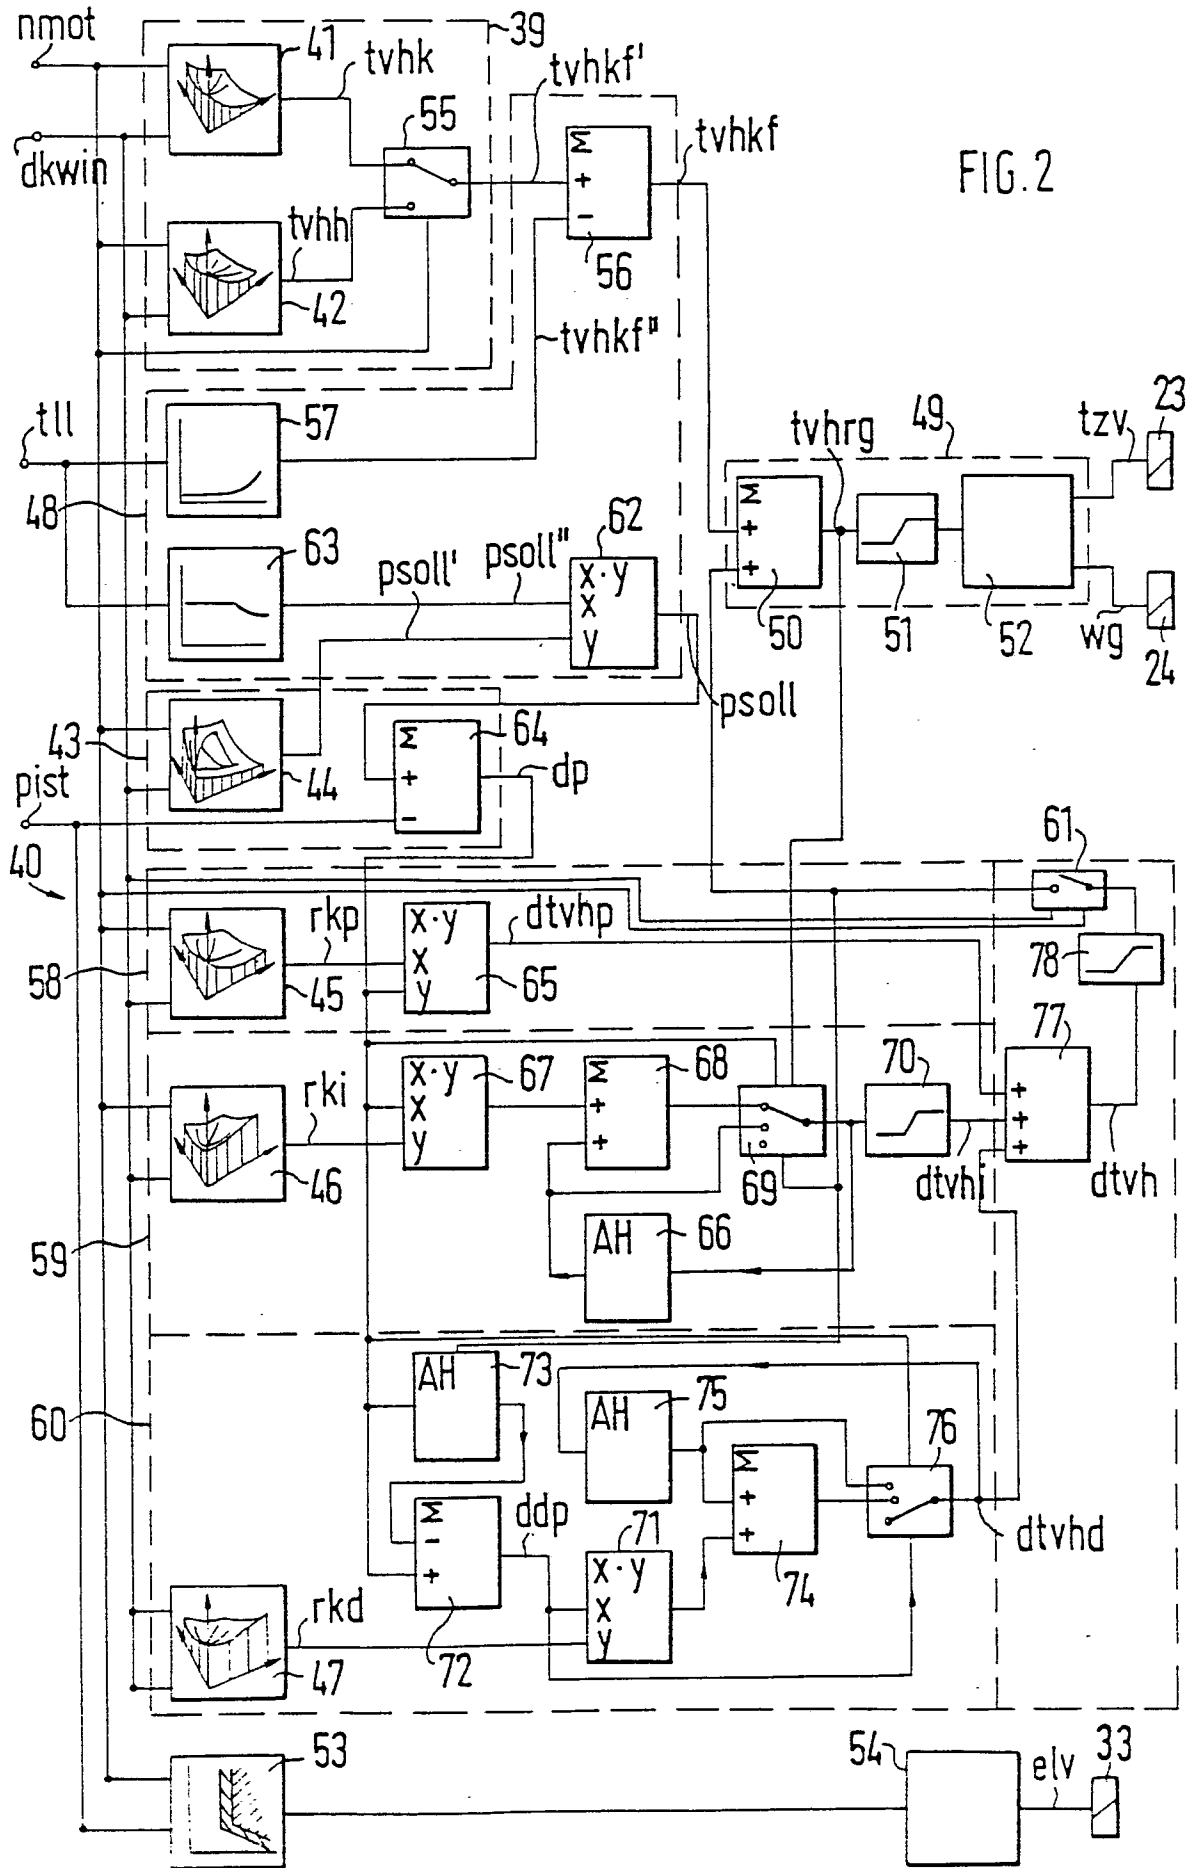 nmot
39
41
tvhk
tvhkf'
55
M
+
−
tvhkf
FIG. 2
dkwin
tvhh
42
56
tvhkf"
tll
57
49
tzv
23
tvhrg
48
M
+
+
50
51
52
wg
24
63
psoll'
psoll"
62
x·y
x
y
psoll
43
44
M
+
−
64
dp
pist
40
61
rkp
x·y
x
y
dtvhp
65
58
45
78
77
+
+
+
x·y
x
y
67
M
+
+
68
70
rki
46
69
dtvhi
dtvh
AH
66
59
AH
73
60
AH
75
76
M
+
+
74
M
−
+
72
ddp
71
x·y
x
y
dtvhd
rkd
47
53
54
elv
33